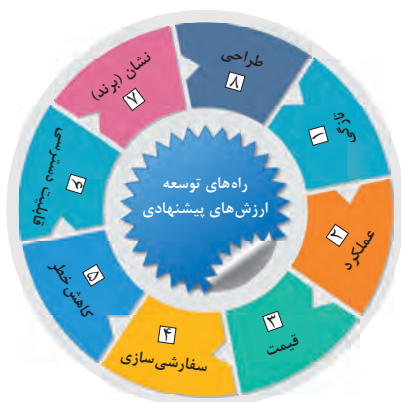 راه‌های توسعه
ارزش‌های پیشنهادی
تازگی
۱
عملکرد
۲
قیمت
۳
سفارشی‌سازی
۴
کاهش خطر
۵
قابلیت دسترسی
۶
نشان (برند)
۷
طراحی
۸